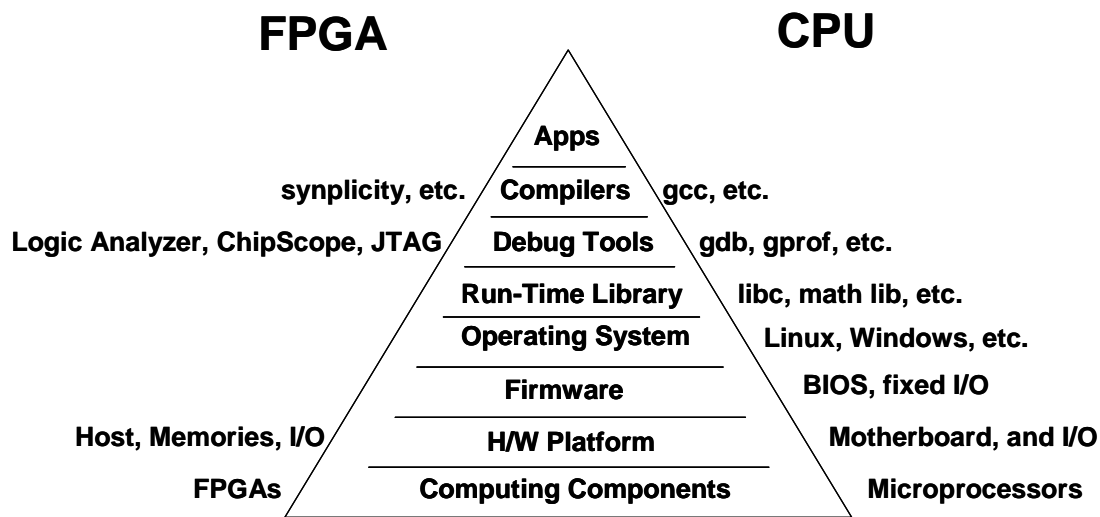 FPGA CPU
Apps
synplicity, etc. Compilers gcc, etc.
Logic Analyzer, ChipScope, JTAG Debug Tools gdb, gprof, etc.
Run-Time Library libc, math lib, etc.
Operating System Linux, Windows, etc.
Firmware BIOS, fixed I/O
Host, Memories, I/O H/W Platform Motherboard, and I/O
FPGAs Computing Components Microprocessors